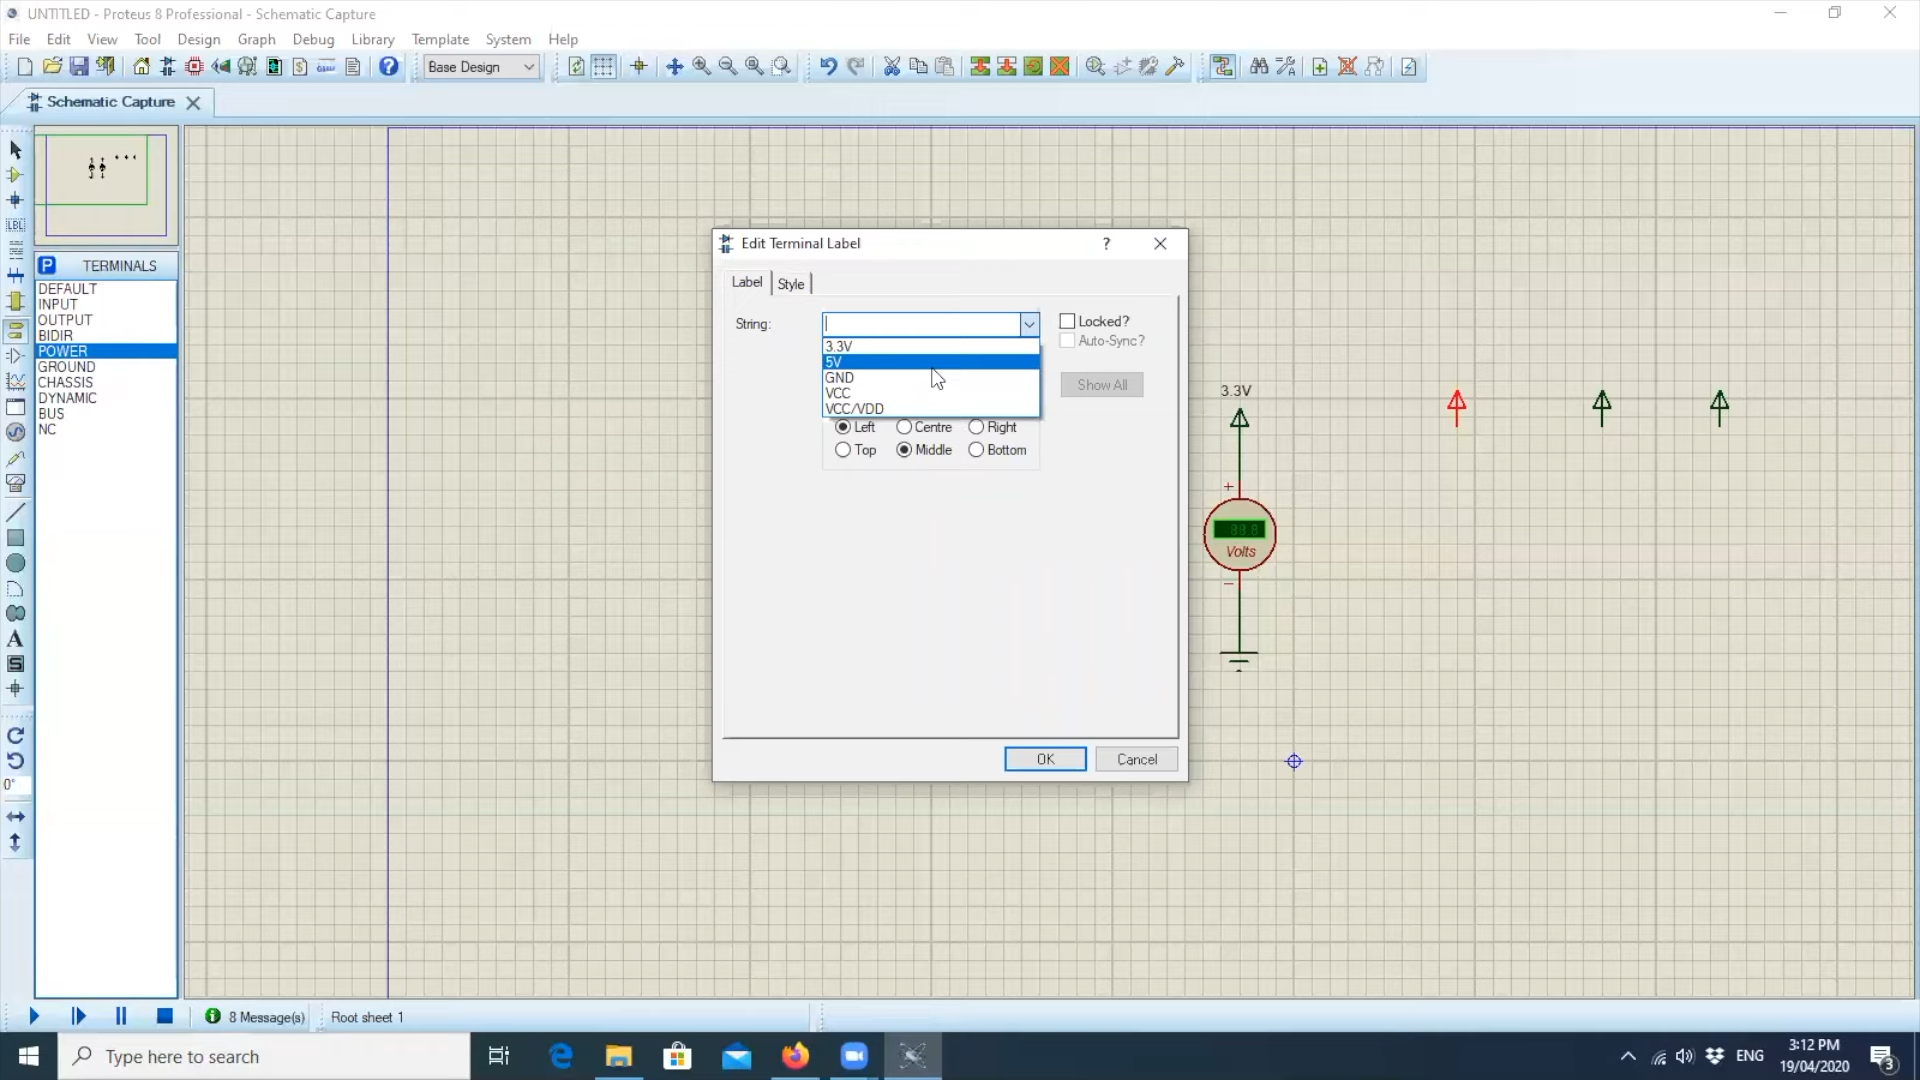 UNTITLED - Proteus 8 Professional - Schematic Capture
File Edit View Tool Design Graph Debug Library Template System Help
Base Design
Schematic Capture
LBL
P TERMINALS
DEFAULT
INPUT
OUTPUT
BIDIR
POWER
GROUND
CHASSIS
DYNAMIC
BUS
NC
A
S
0°
Edit Terminal Label ?
Label Style
String:
3.3V
5V
GND
VCC
VCC/VDD
Locked?
Auto-Sync?
Show All
Left Centre Right
Top Middle Bottom
OK Cancel
3.3V
+
88.8
Volts
–
8 Message(s) Root sheet 1
Type here to search
ENG
3:12 PM
19/04/2020
3